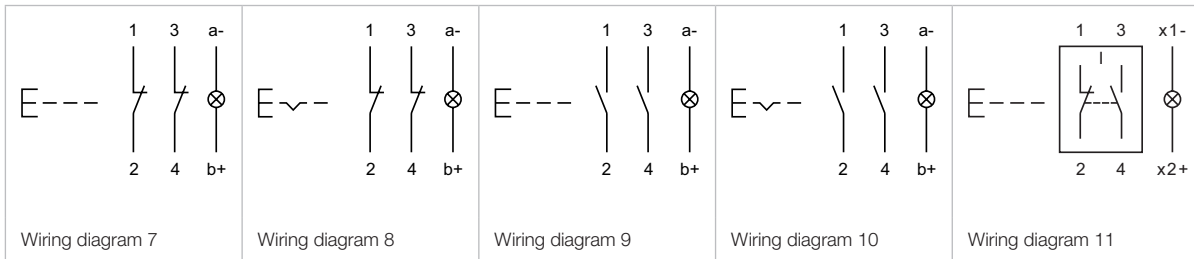 1 3 a-
2 4 b+
Wiring diagram 7
1 3 a-
2 4 b+
Wiring diagram 8
1 3 a-
2 4 b+
Wiring diagram 9
1 3 a-
2 4 b+
Wiring diagram 10
1 3 x1-
2 4 x2+
Wiring diagram 11